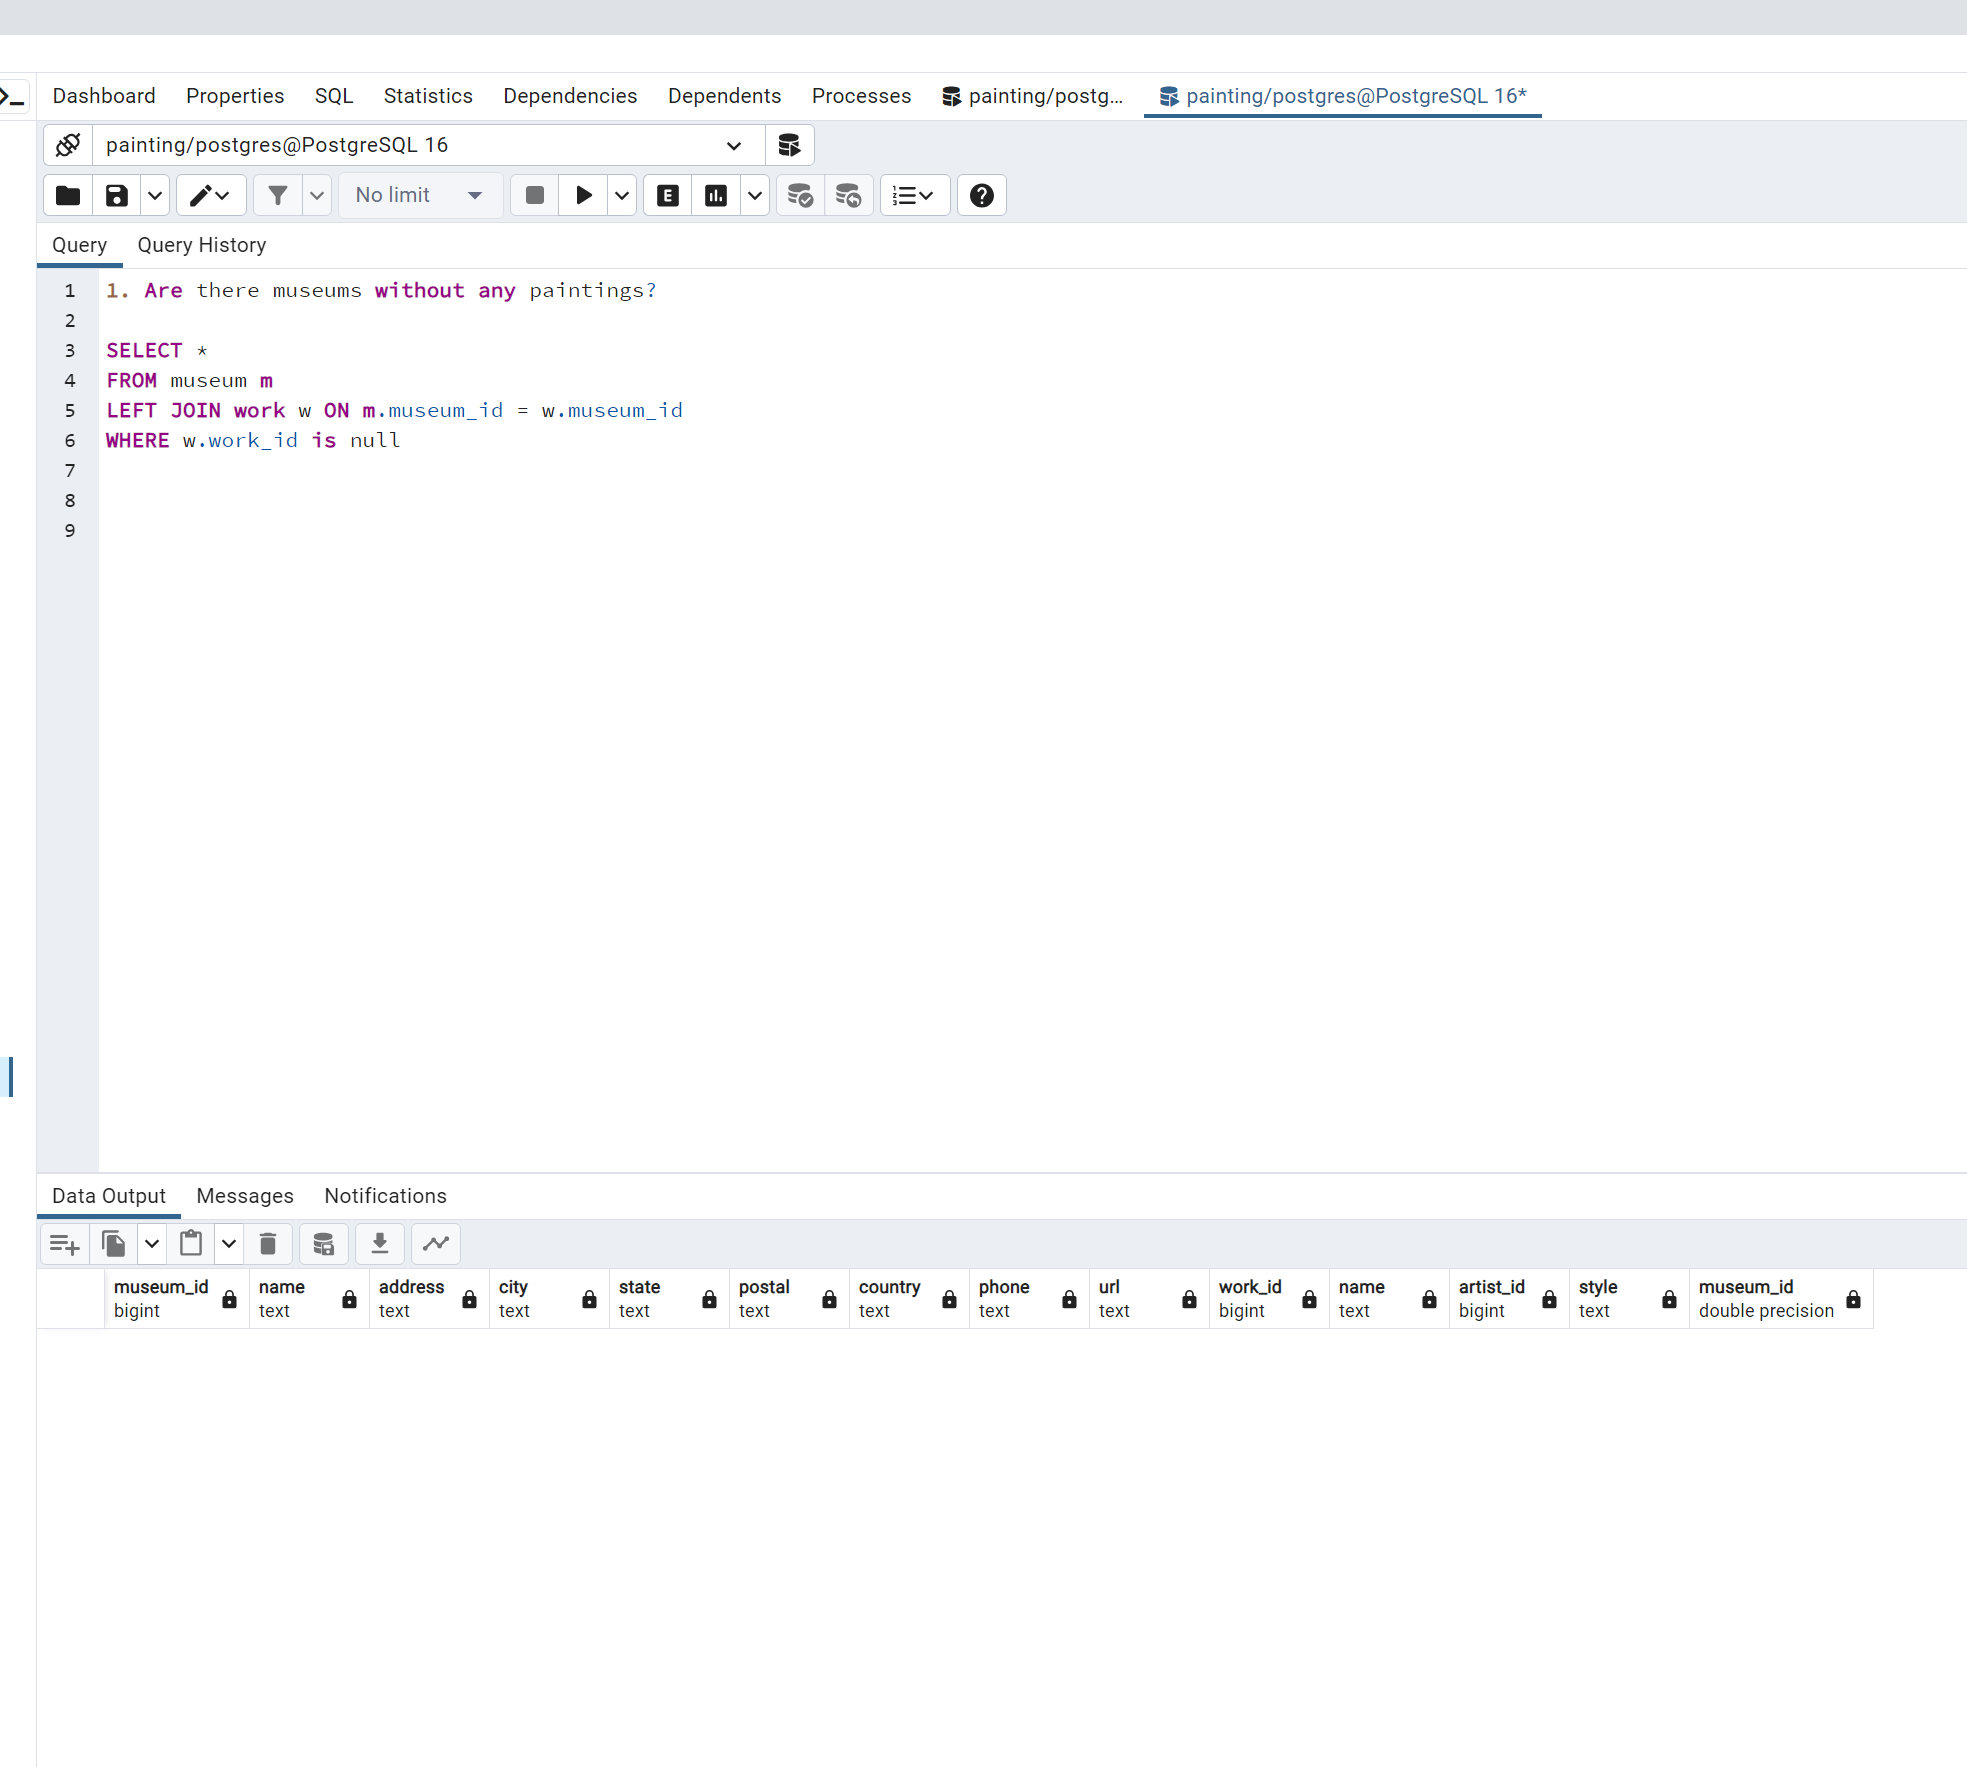 Dashboard Properties SQL Statistics Dependencies Dependents Processes painting/postg... painting/postgres@PostgreSQL 16*
painting/postgres@PostgreSQL 16
No limit E
Query Query History
1 1. Are there museums without any paintings?
2
3 SELECT *
4 FROM museum m
5 LEFT JOIN work w ON m.museum_id = w.museum_id
6 WHERE w.work_id is null
7
8
9
Data Output Messages Notifications
museum_id name address city state postal country phone url work_id name artist_id style museum_id
bigint text text text text text text text text bigint text bigint text double precision